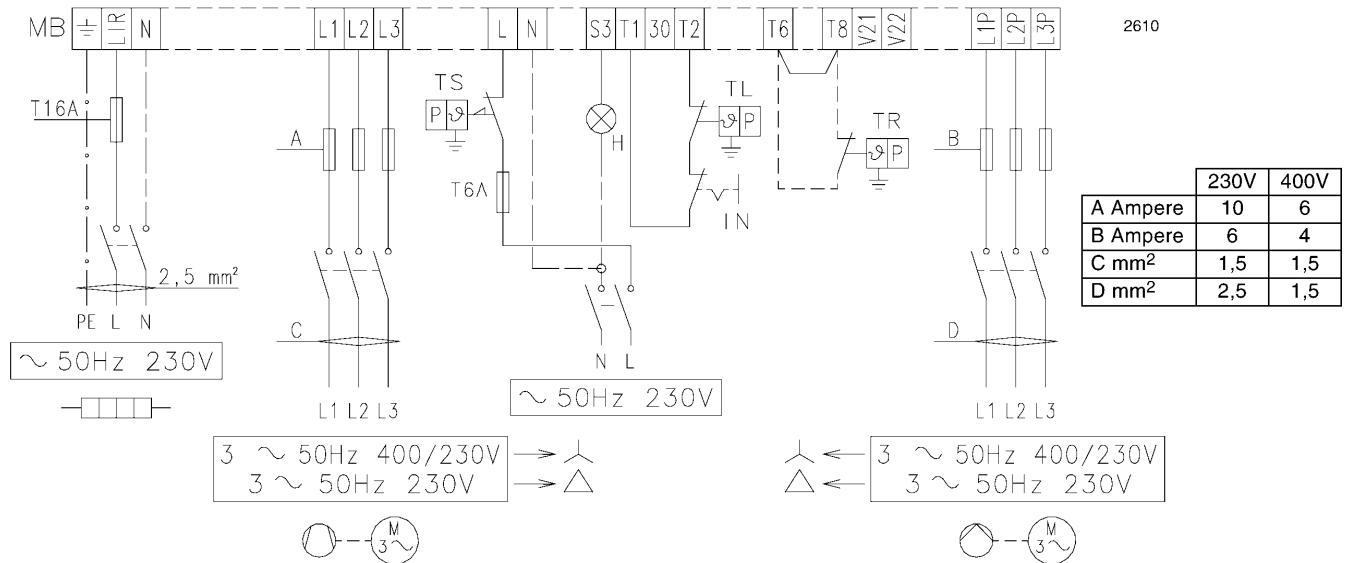 MB ⏚ L1R N L1 L2 L3 L N S3 T1 30 T2 T6 T8 V21 V22 L1P L2P L3P 2610
TS
P ϑ
TL
ϑ P
TR
ϑ P
T16A
A
H
B
T6A
IN
230V 400V
A Ampere 10 6
B Ampere 6 4
C mm² 1,5 1,5
D mm² 2,5 1,5
2,5 mm²
PE L N
C
D
N L
~ 50Hz 230V
~ 50Hz 230V
L1 L2 L3
L1 L2 L3
3 ~ 50Hz 400/230V
3 ~ 50Hz 230V
3 ~ 50Hz 400/230V
3 ~ 50Hz 230V
M
3~
M
3~